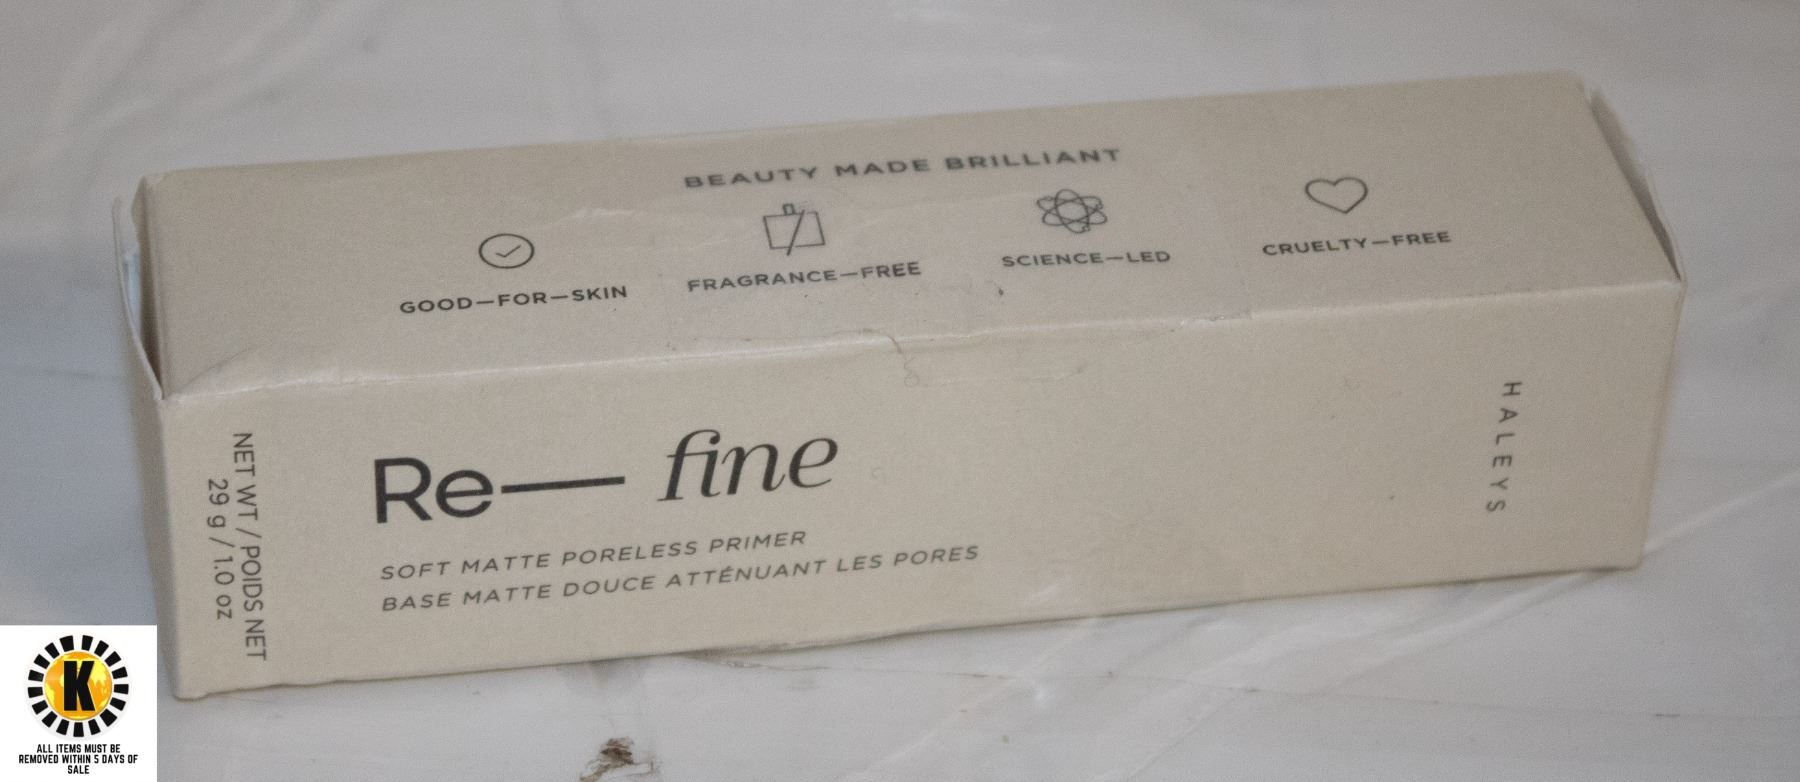 BEAUTY MADE BRILLIANT
GOOD—FOR—SKIN
FRAGRANCE—FREE
SCIENCE—LED
CRUELTY—FREE
NET WT / POIDS NET
29 g / 1.0 oz
Re— fine
SOFT MATTE PORELESS PRIMER
BASE MATTE DOUCE ATTÉNUANT LES PORES
HALEYS
K
ALL ITEMS MUST BE
REMOVED WITHIN 5 DAYS OF
SALE